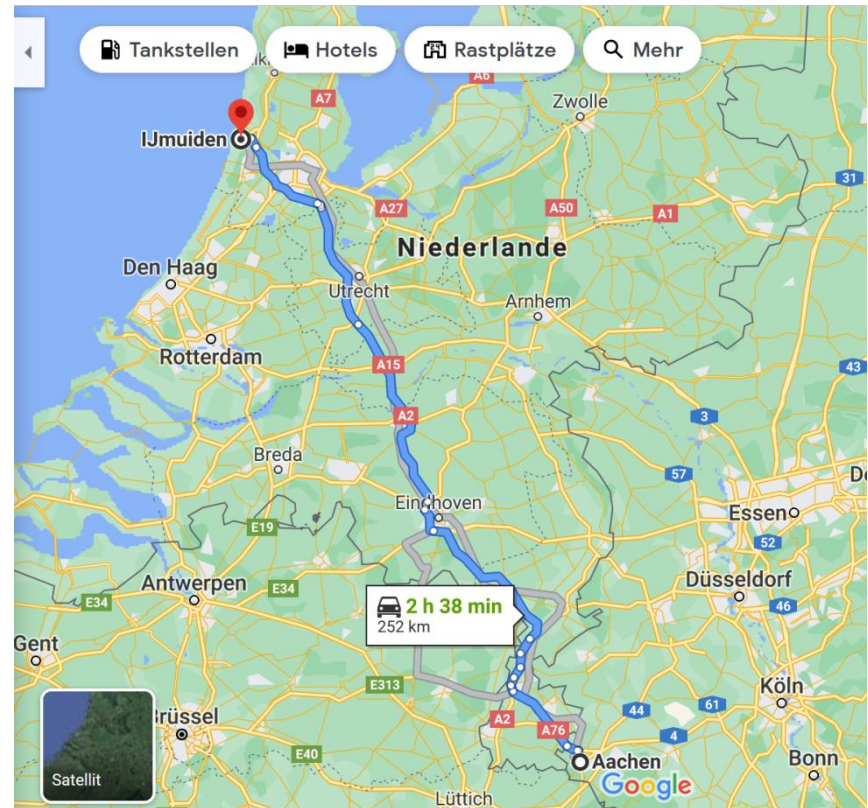 Tankstellen
Hotels
Rastplätze
Mehr
A6
A7
Zwolle
IJmuiden
31
A27
A50
A1
Niederlande
Den Haag
Utrecht
Arnhem
Rotterdam
A15
43
A2
3
Breda
57
Eindhoven
Essen
E19
52
Antwerpen
E34
E34
Düsseldorf
2 h 38 min
252 km
46
Gent
E313
Köln
61
Brüssel
A2
44
A76
4
E40
Aachen
Bonn
Satellit
Google
Lüttich